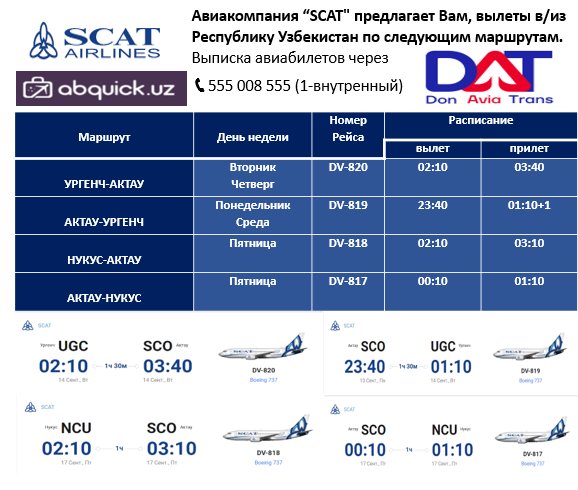 SCAT
AIRLINES
Авиакомпания “SCAT" предлагает Вам, вылеты в/из
Республику Узбекистан по следующим маршрутам.
Выписка авиабилетов через
abquick.uz
555 008 555 (1-внутренный)
DAT
Don Avia Trans
Маршрут День недели Номер Рейса Расписание
вылет прилет
УРГЕНЧ-АКТАУ Вторник Четверг DV-820 02:10 03:40
АКТАУ-УРГЕНЧ Понедельник Среда DV-819 23:40 01:10+1
НУКУС-АКТАУ Пятница DV-818 02:10 03:10
АКТАУ-НУКУС Пятница DV-817 00:10 01:10
SCAT
Ургенч UGC SCO Актау
02:10 1ч 30м 03:40
14 Сент., Вт 14 Сент., Вт
DV-820
Boeing 737
SCAT
Актау SCO UGC Ургенч
23:40 1ч 30м 01:10
13 Сент., Пн 14 Сент., Вт
DV-819
Boeing 737
SCAT
Нукус NCU SCO Актау
02:10 1ч 03:10
17 Сент., Пт 17 Сент., Пт
DV-818
Boeing 737
SCAT
Актау SCO NCU Нукус
00:10 1ч 01:10
17 Сент., Пт 17 Сент., Пт
DV-817
Boeing 737